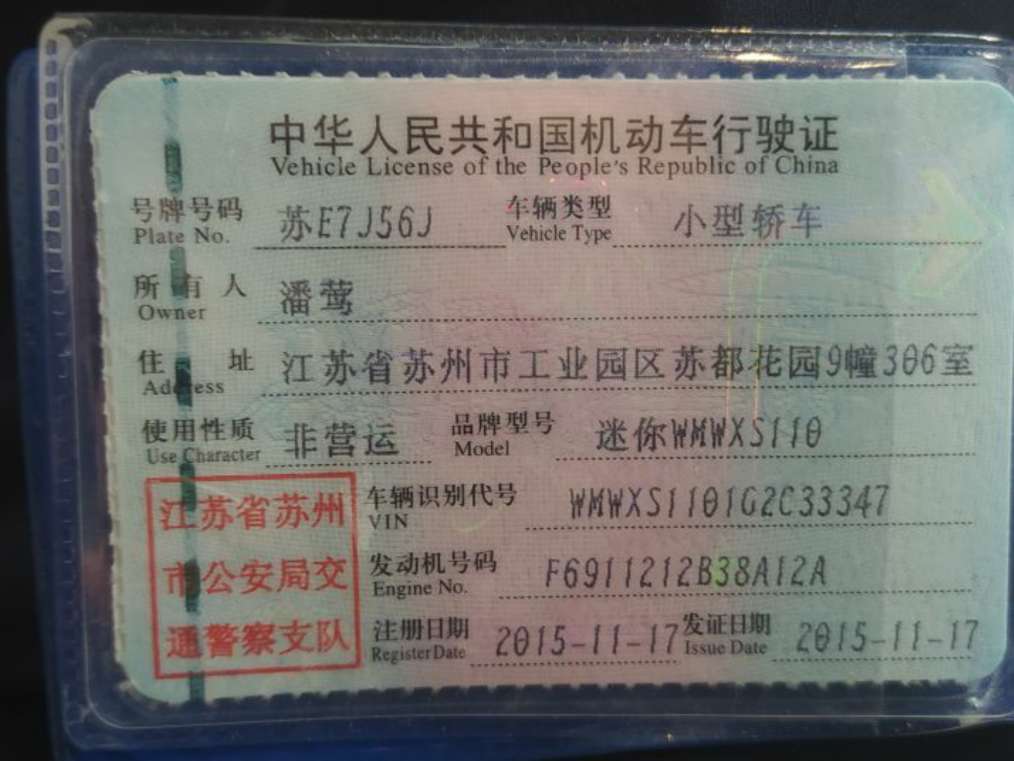 中华人民共和国机动车行驶证
Vehicle License of the People's Republic of China
号牌号码 苏E7J56J 车辆类型 小型轿车
Plate No. Vehicle Type
所有人 潘莺
Owner
住址 江苏省苏州市工业园区苏都花园9幢306室
Address
使用性质 非营运 品牌型号 迷你WMWXS110
Use Character Model
江苏省苏州
市公安局交
通警察支队
车辆识别代号 WMWXS1101G2C33347
VIN
发动机号码 F6911212B38A12A
Engine No.
注册日期 2015-11-17 发证日期 2015-11-17
Register Date Issue Date